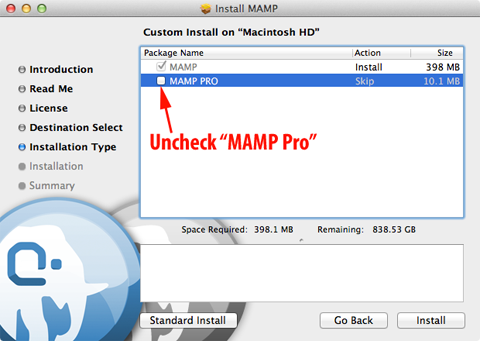 Install MAMP
Custom Install on “Macintosh HD”
Package Name Action Size
MAMP Install 398 MB
MAMP PRO Skip 10.1 MB
Uncheck “MAMP Pro”
Introduction
Read Me
License
Destination Select
Installation Type
Installation
Summary
Space Required: 398.1 MB Remaining: 838.53 GB
Standard Install Go Back Install